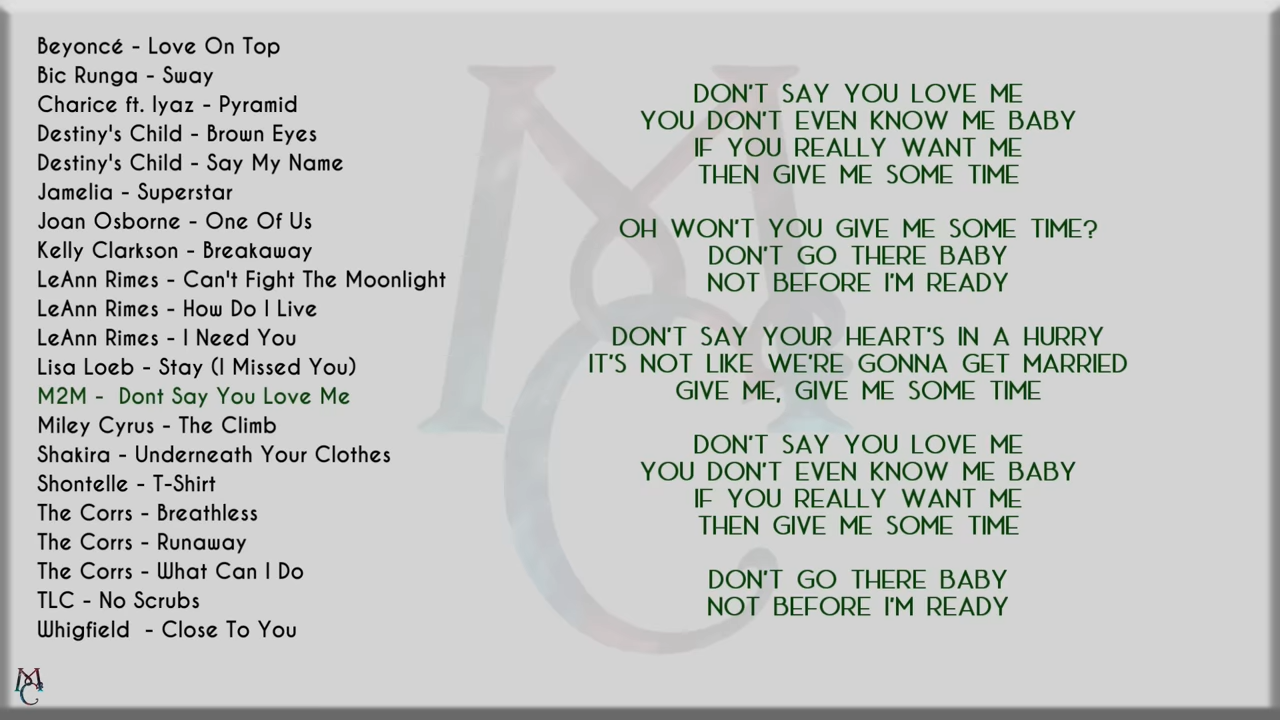 Beyoncé - Love On Top
Bic Runga - Sway
Charice ft. Iyaz - Pyramid
Destiny's Child - Brown Eyes
Destiny's Child - Say My Name
Jamelia - Superstar
Joan Osborne - One Of Us
Kelly Clarkson - Breakaway
LeAnn Rimes - Can't Fight The Moonlight
LeAnn Rimes - How Do I Live
LeAnn Rimes - I Need You
Lisa Loeb - Stay (I Missed You)
M2M -  Dont Say You Love Me
Miley Cyrus - The Climb
Shakira - Underneath Your Clothes
Shontelle - T-Shirt
The Corrs - Breathless
The Corrs - Runaway
The Corrs - What Can I Do
TLC - No Scrubs
Whigfield  - Close To You
DON'T SAY YOU LOVE ME
YOU DON'T EVEN KNOW ME BABY
IF YOU REALLY WANT ME
THEN GIVE ME SOME TIME
OH WON'T YOU GIVE ME SOME TIME?
DON'T GO THERE BABY
NOT BEFORE I'M READY
DON'T SAY YOUR HEART'S IN A HURRY
IT'S NOT LIKE WE'RE GONNA GET MARRIED
GIVE ME, GIVE ME SOME TIME
DON'T SAY YOU LOVE ME
YOU DON'T EVEN KNOW ME BABY
IF YOU REALLY WANT ME
THEN GIVE ME SOME TIME
DON'T GO THERE BABY
NOT BEFORE I'M READY
MC
MC